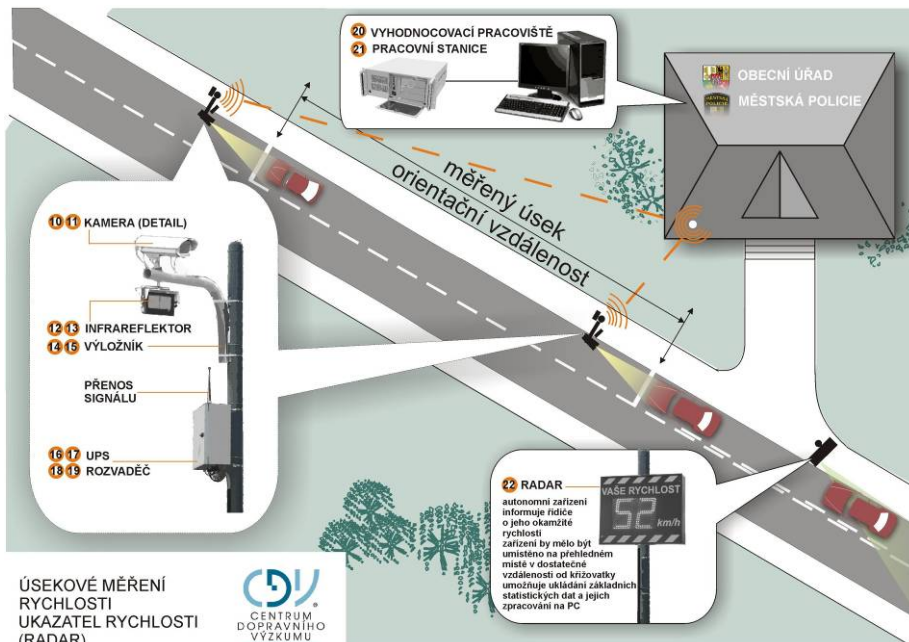 20 VYHODNOCOVACÍ PRACOVIŠTĚ
21 PRACOVNÍ STANICE
OBECNÍ ÚŘAD
MĚSTSKÁ POLICIE
měřený úsek
orientační vzdálenost
10 11 KAMERA (DETAIL)
12 13 INFRAREFLEKTOR
14 15 VÝLOŽNÍK
PŘENOS
SIGNÁLU
16 17 UPS
18 19 ROZVADĚČ
22 RADAR
autonomní zařízení
informuje řídiče
o jeho okamžité
rychlosti
zařízení by mělo být
umístěno na přehledném
místě v dostatečné
vzdálenosti od křižovatky
umožňuje ukládání základních
statistických dat a jejich
zpracování na PC
VAŠE RYCHLOST
52
km/h
ÚSEKOVÉ MĚŘENÍ
RYCHLOSTI
UKAZATEL RYCHLOSTI
(RADAR)
CDV
CENTRUM
DOPRAVNÍHO
VÝZKUMU